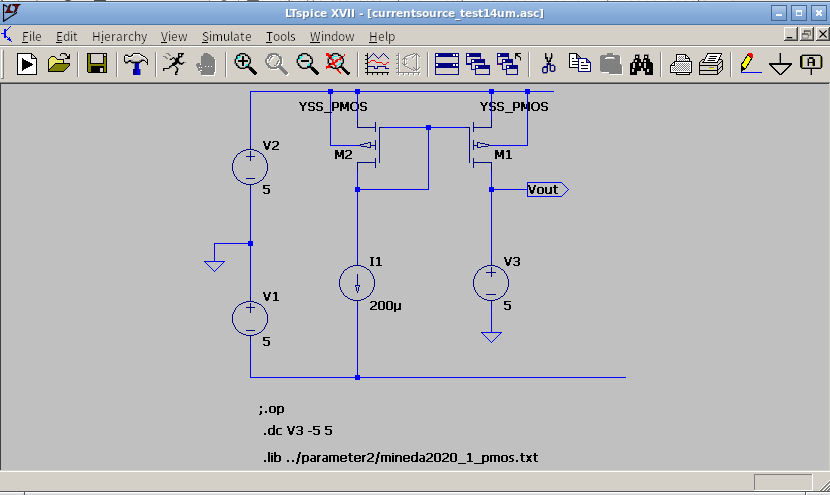 LTspice XVII - [currentsource_test14um.asc]
File Edit Hierarchy View Simulate Tools Window Help
YSS_PMOS YSS_PMOS
V2 M2 M1
5 Vout
I1 V3
V1 200µ 5
5
;.op
.dc V3 -5 5
.lib ../parameter2/mineda2020_1_pmos.txt